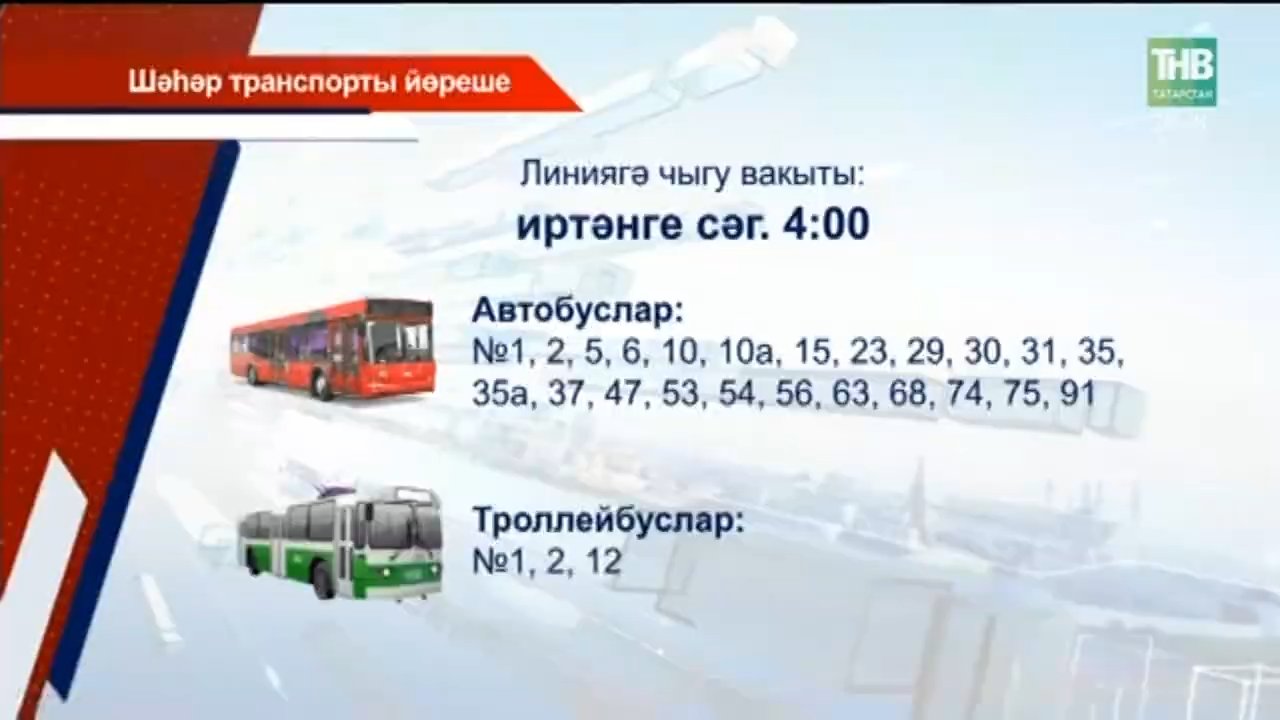 Шәһәр транспорты йөреше
ТНВ
ТАТАРСТАН
Линиягә чыгу вакыты:
иртәнге сәг. 4:00
Автобуслар:
№1, 2, 5, 6, 10, 10а, 15, 23, 29, 30, 31, 35,
35а, 37, 47, 53, 54, 56, 63, 68, 74, 75, 91
Троллейбуслар:
№1, 2, 12